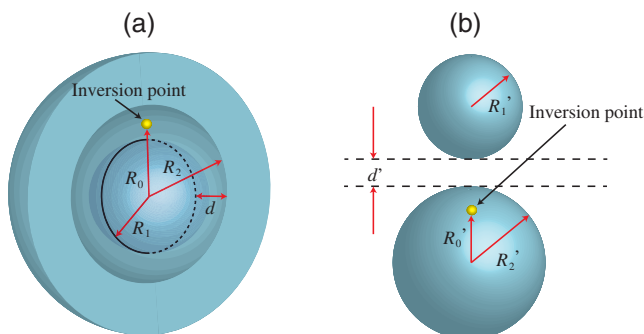 (a)
Inversion point
R₀
R₂
d
R₁
(b)
R₁'
Inversion point
d'
R₀'
R₂'